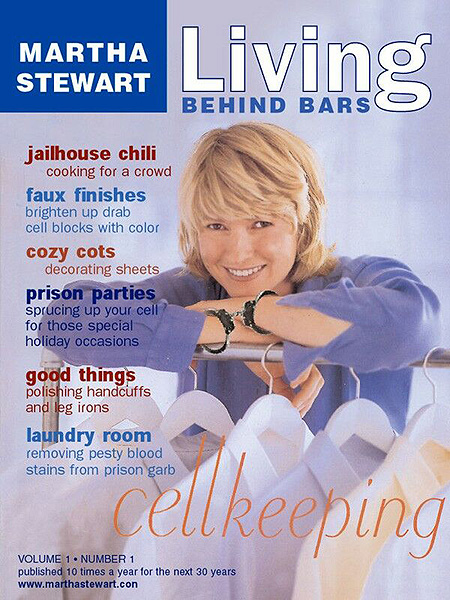 MARTHA
STEWART
Living
BEHIND BARS
jailhouse chili
cooking for a crowd
faux finishes
brighten up drab
cell blocks with color
cozy cots
decorating sheets
prison parties
sprucing up your cell
for those special
holiday occasions
good things
polishing handcuffs
and leg irons
laundry room
removing pesty blood
stains from prison garb
cellkeeping
VOLUME 1 • NUMBER 1
published 10 times a year for the next 30 years
www.marthastewart.con